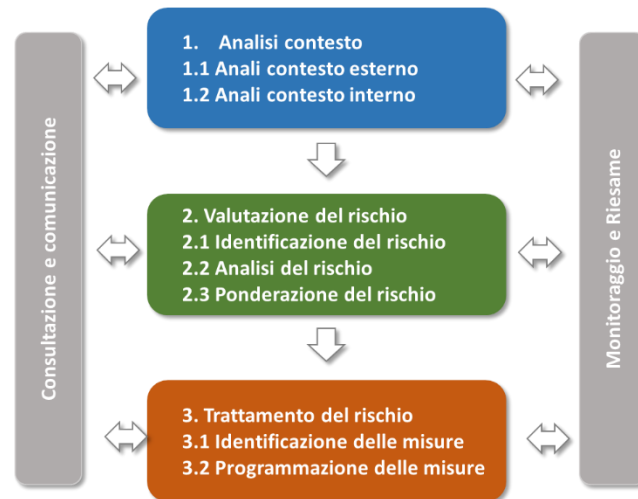 Consultazione e comunicazione
1. Analisi contesto
1.1 Anali contesto esterno
1.2 Anali contesto interno
2. Valutazione del rischio
2.1 Identificazione del rischio
2.2 Analisi del rischio
2.3 Ponderazione del rischio
3. Trattamento del rischio
3.1 Identificazione delle misure
3.2 Programmazione delle misure
Monitoraggio e Riesame